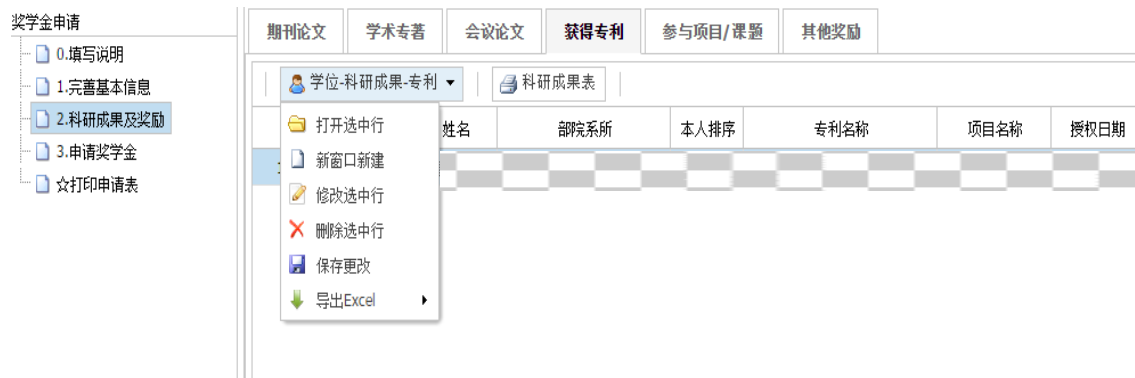 奖学金申请
0.填写说明
1.完善基本信息
2.科研成果及奖励
3.申请奖学金
☆打印申请表
期刊论文 学术专著 会议论文 获得专利 参与项目/课题 其他奖励
学位-科研成果-专利 科研成果表
姓名 部院系所 本人排序 专利名称 项目名称 授权日期
打开选中行
新窗口新建
修改选中行
删除选中行
保存更改
导出Excel